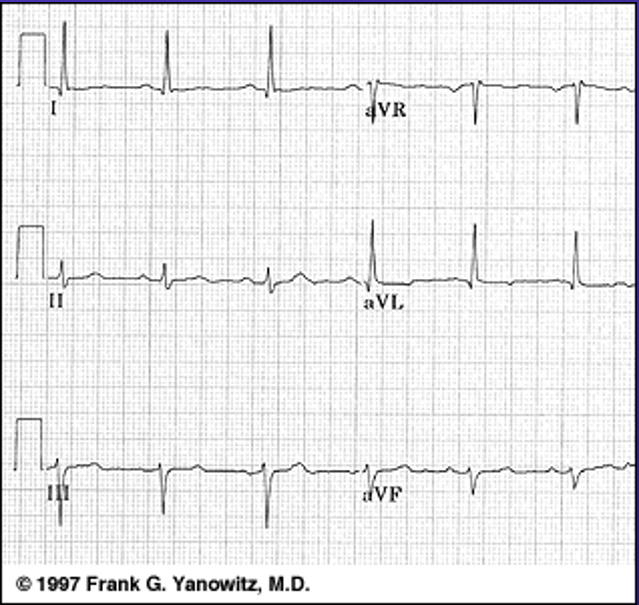 I
aVR
II
aVL
III
aVF
© 1997 Frank G. Yanowitz, M.D.